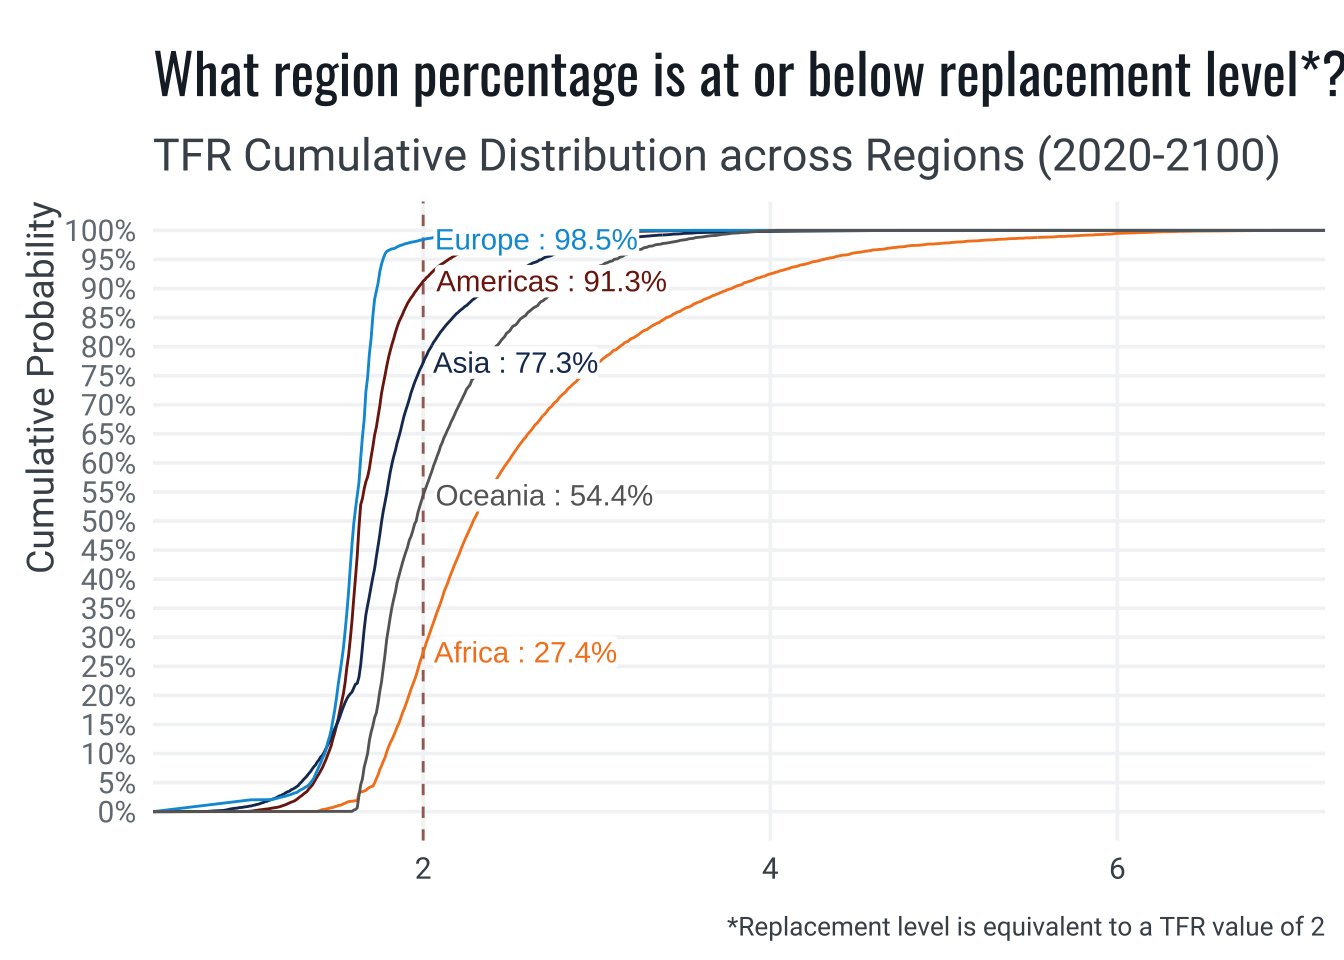 What region percentage is at or below replacement level*?
TFR Cumulative Distribution across Regions (2020-2100)
Cumulative Probability
100%
95%
90%
85%
80%
75%
70%
65%
60%
55%
50%
45%
40%
35%
30%
25%
20%
15%
10%
5%
0%
Europe : 98.5%
Americas : 91.3%
Asia : 77.3%
Oceania : 54.4%
Africa : 27.4%
2
4
6
*Replacement level is equivalent to a TFR value of 2